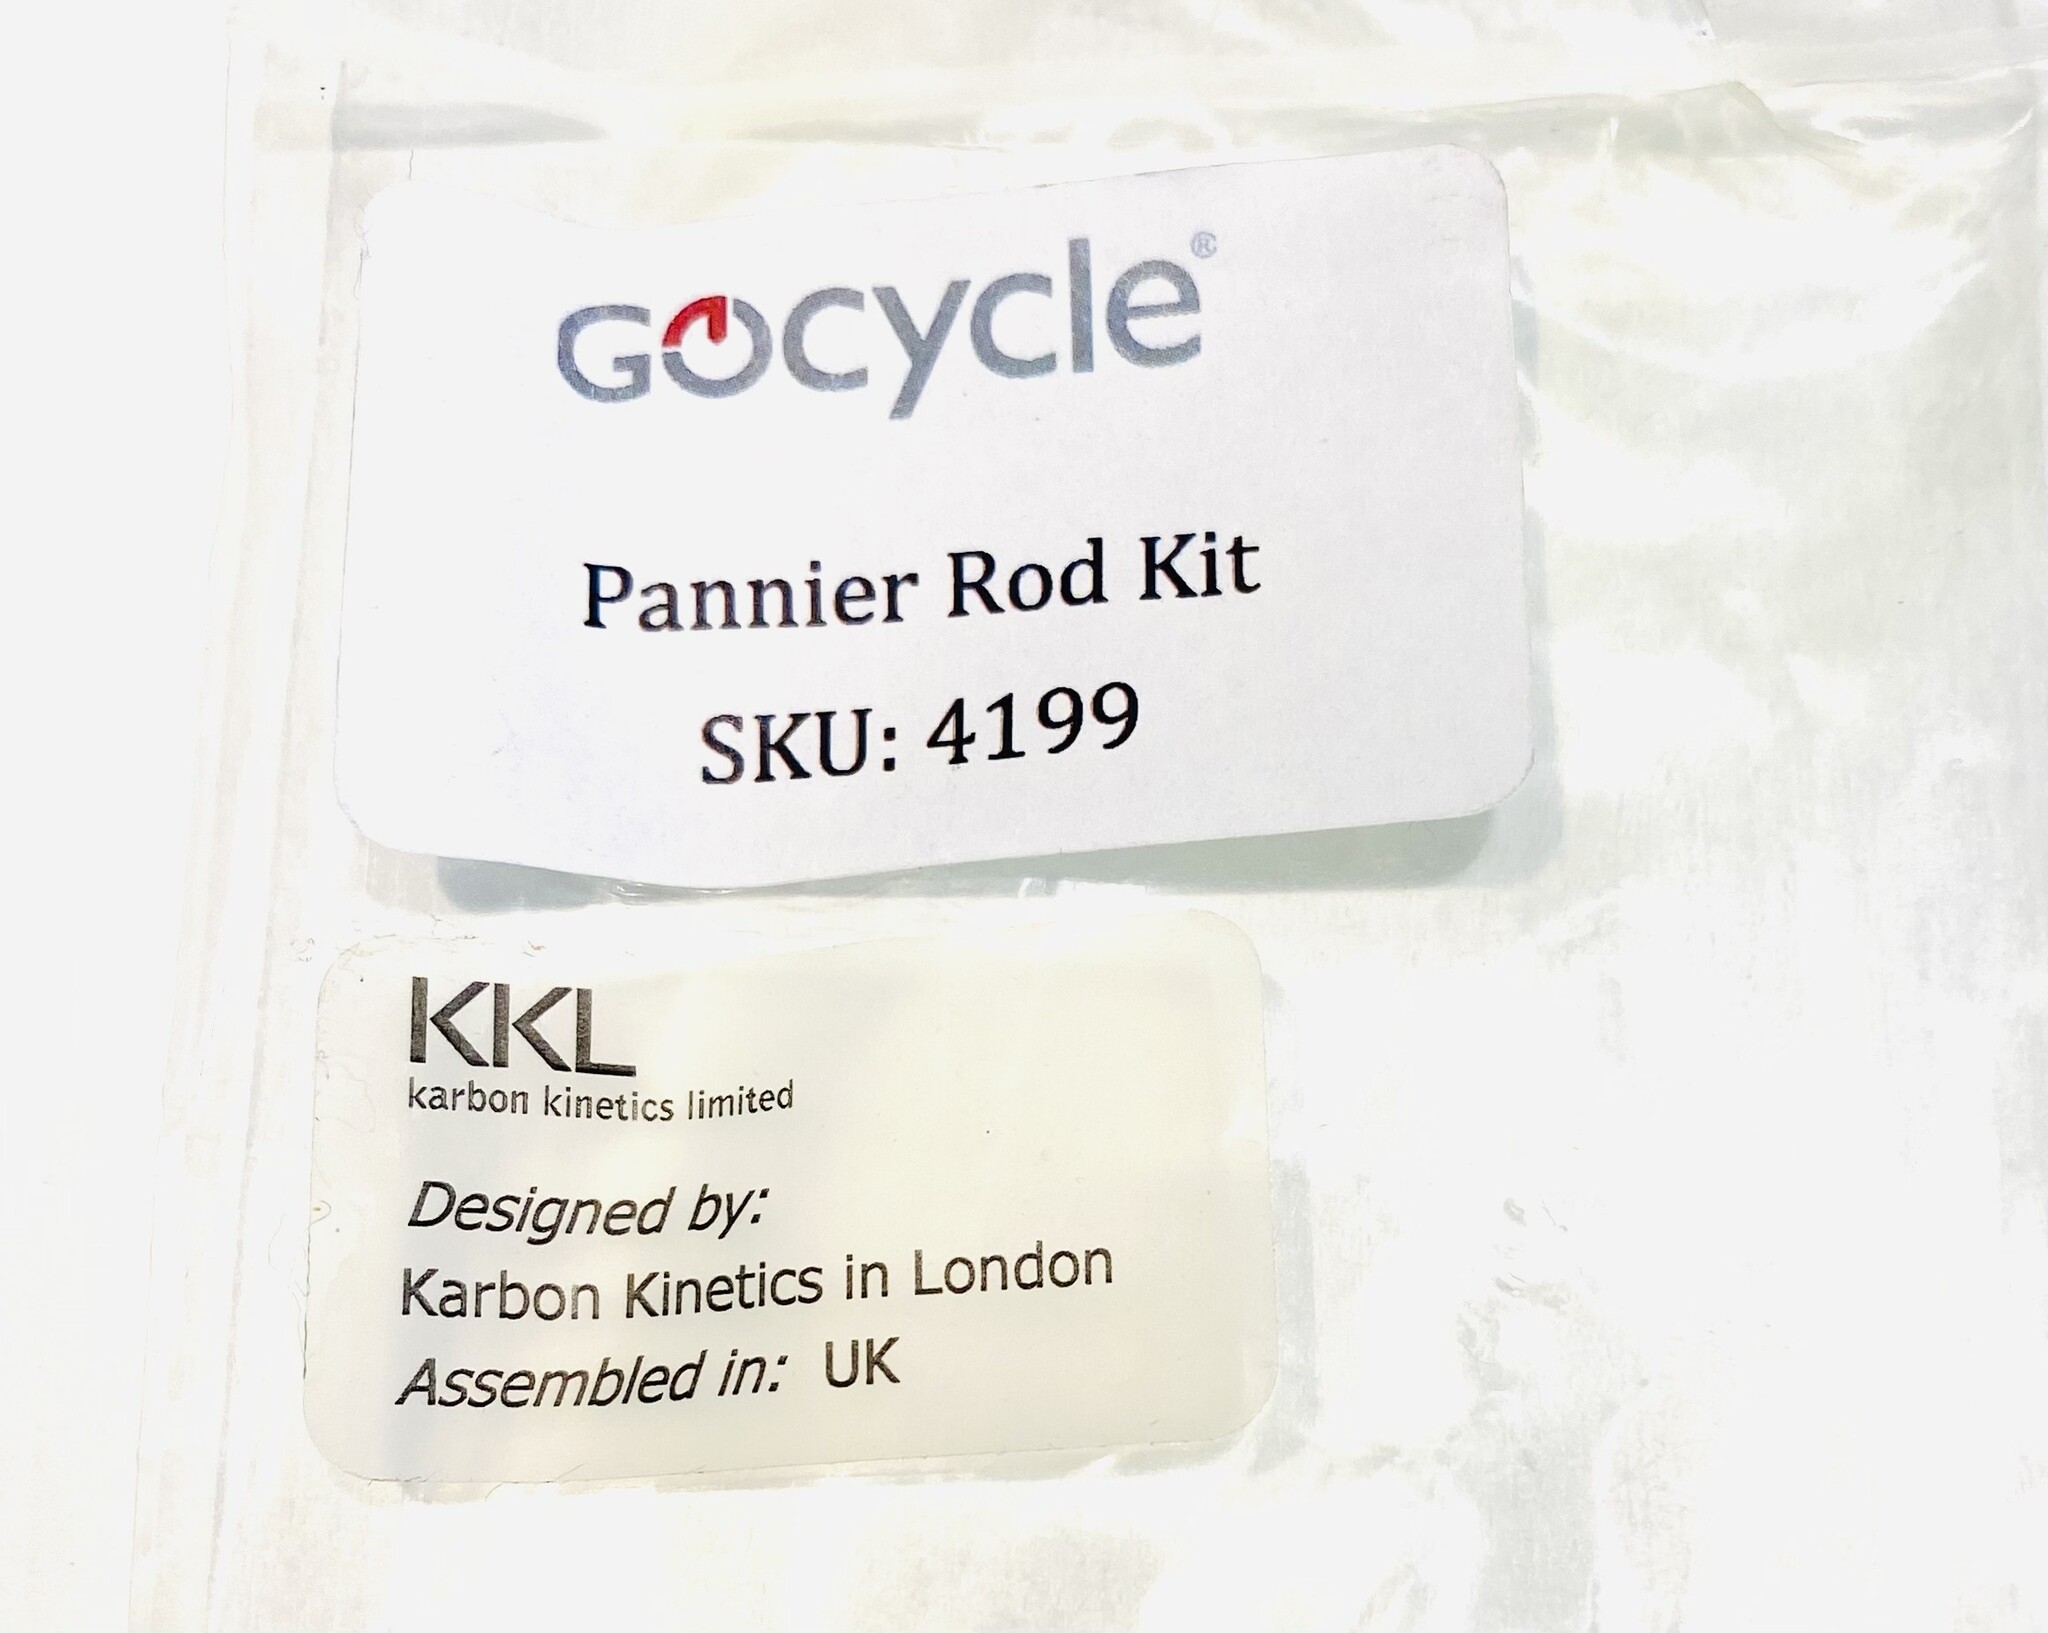 GOcycle®
Pannier Rod Kit
SKU: 4199
KKL
karbon kinetics limited
Designed by:
Karbon Kinetics in London
Assembled in: UK